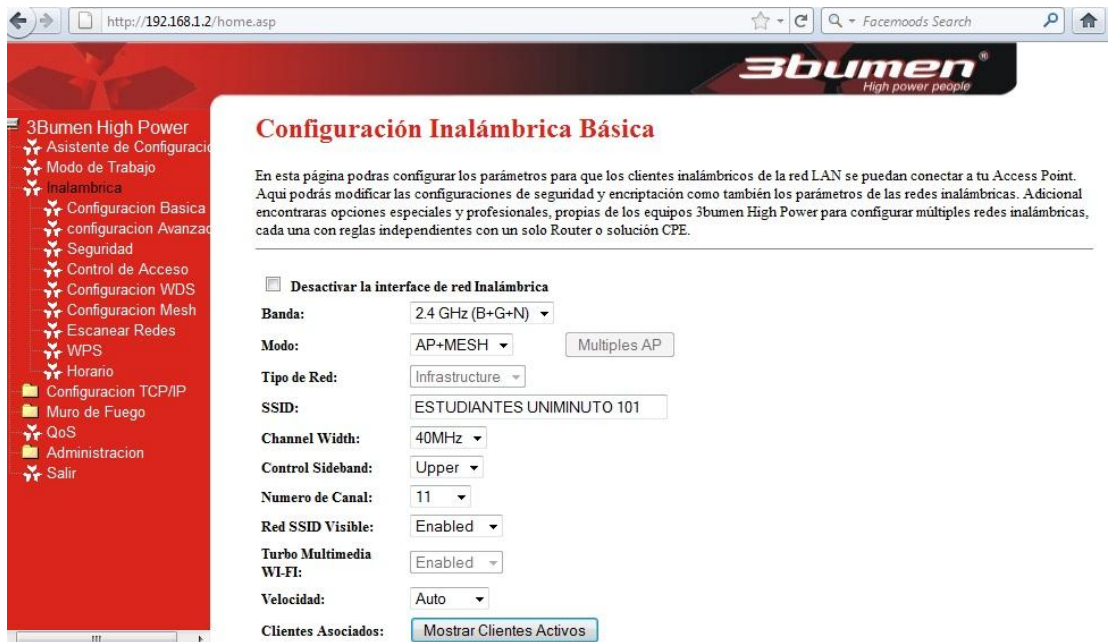 http://192.168.1.2/home.asp
Facemoods Search
3bumen®
High power people
3Bumen High Power
Asistente de Configuracio
Modo de Trabajo
Inalambrica
Configuracion Basica
configuracion Avanzad
Seguridad
Control de Acceso
Configuracion WDS
Configuracion Mesh
Escanear Redes
WPS
Horario
Configuracion TCP/IP
Muro de Fuego
QoS
Administracion
Salir
Configuración Inalámbrica Básica
En esta página podras configurar los parámetros para que los clientes inalámbricos de la red LAN se puedan conectar a tu Access Point.
Aqui podrás modificar las configuraciones de seguridad y encriptación como también los parámetros de las redes inalámbricas. Adicional
encontraras opciones especiales y profesionales, propias de los equipos 3bumen High Power para configurar múltiples redes inalámbricas,
cada una con reglas independientes con un solo Router o solución CPE.
Desactivar la interface de red Inalámbrica
Banda: 2.4 GHz (B+G+N)
Modo: AP+MESH Multiples AP
Tipo de Red: Infrastructure
SSID: ESTUDIANTES UNIMINUTO 101
Channel Width: 40MHz
Control Sideband: Upper
Numero de Canal: 11
Red SSID Visible: Enabled
Turbo Multimedia
WI-FI: Enabled
Velocidad: Auto
Clientes Asociados: Mostrar Clientes Activos